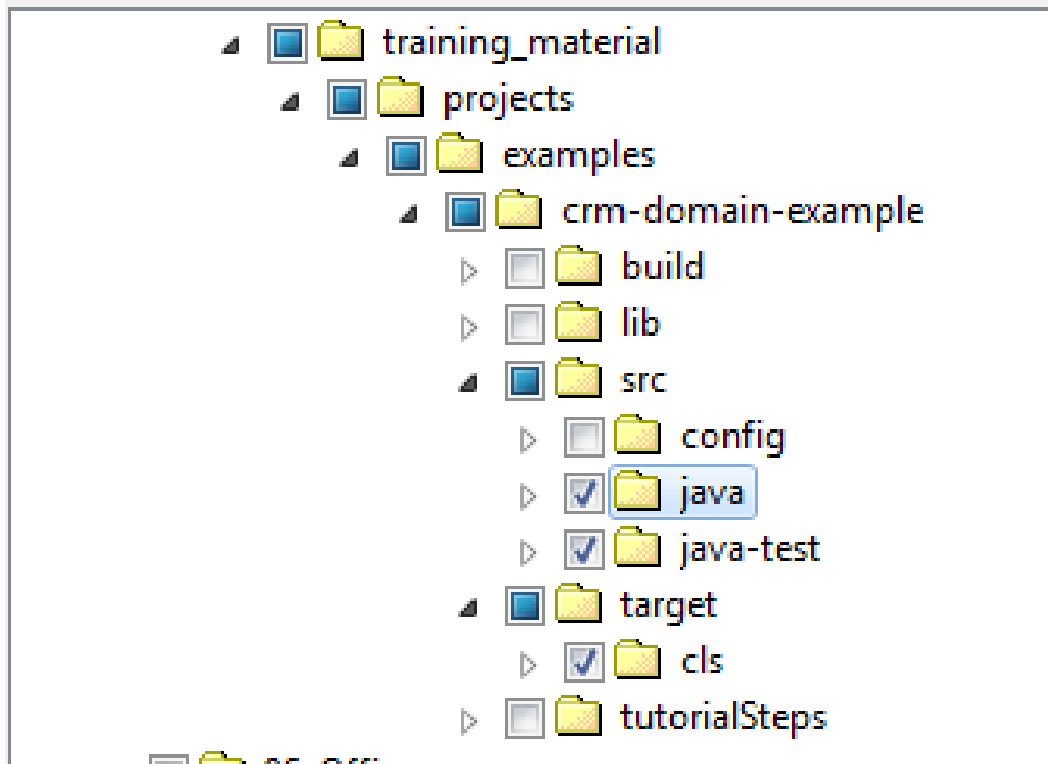 training_material
projects
examples
crm-domain-example
build
lib
src
config
java
java-test
target
cls
tutorialSteps